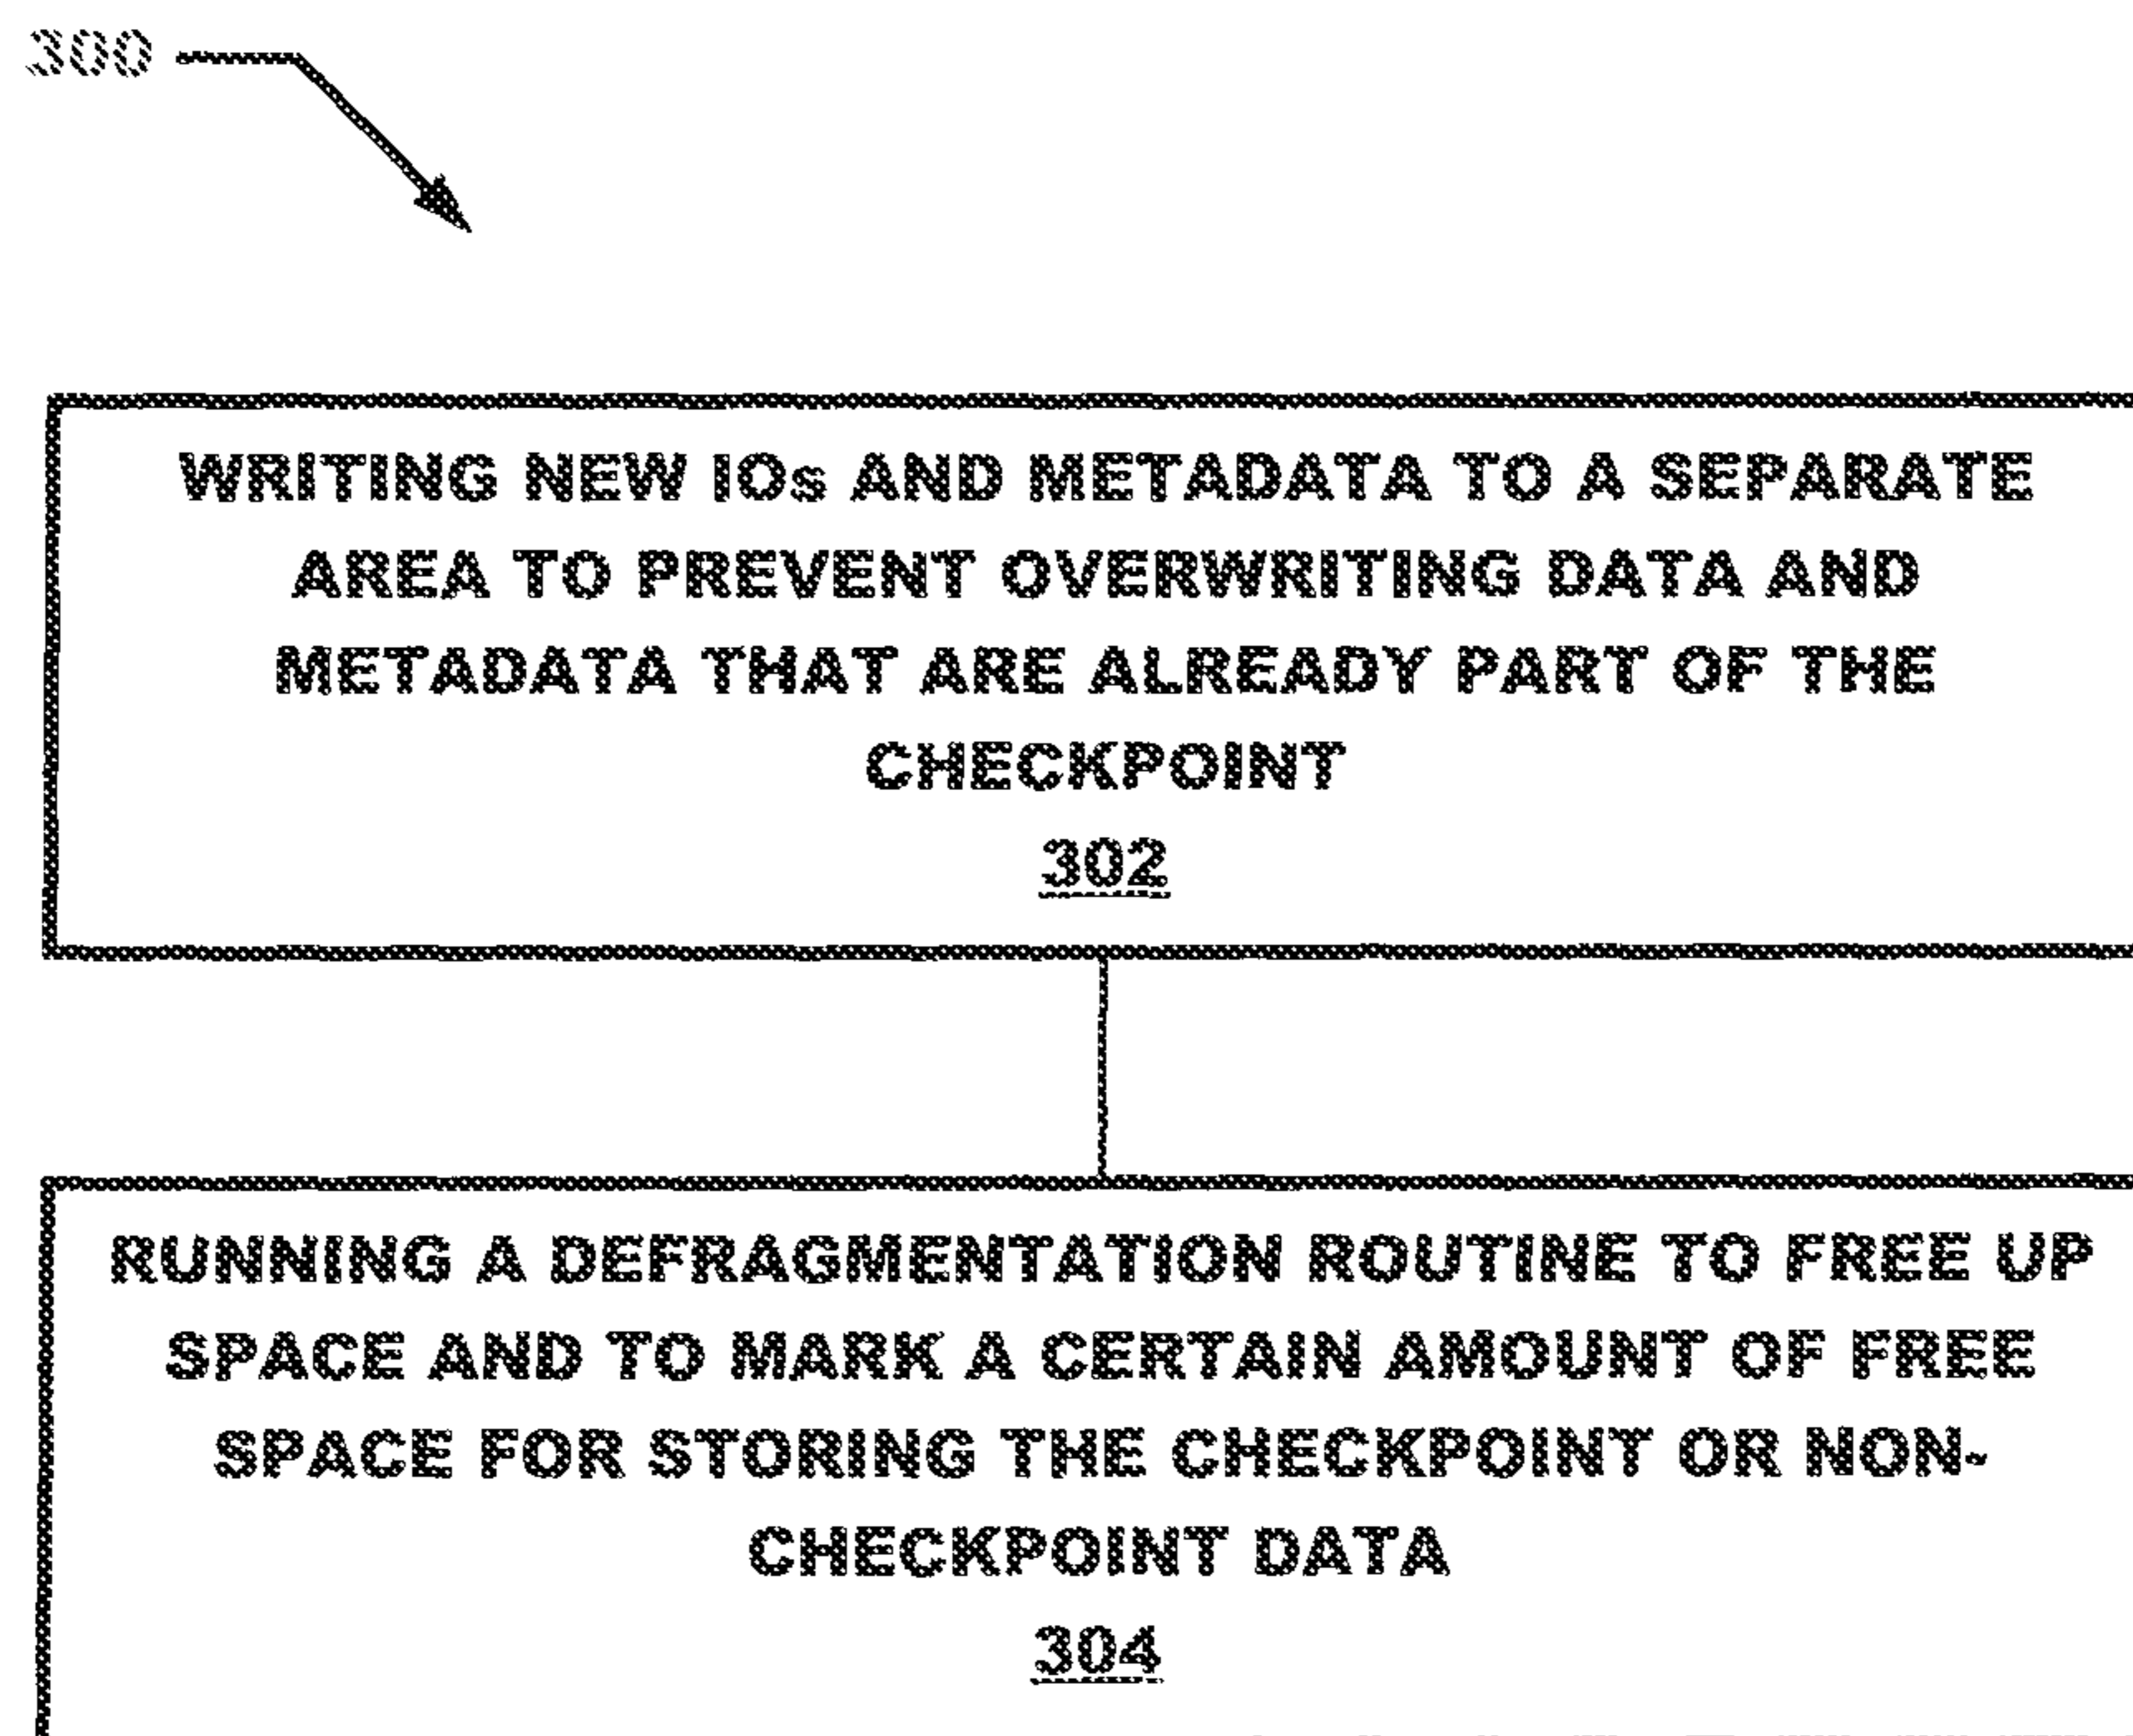 300
WRITING NEW IOs AND METADATA TO A SEPARATE
AREA TO PREVENT OVERWRITING DATA AND
METADATA THAT ARE ALREADY PART OF THE
CHECKPOINT
302
RUNNING A DEFRAGMENTATION ROUTINE TO FREE UP
SPACE AND TO MARK A CERTAIN AMOUNT OF FREE
SPACE FOR STORING THE CHECKPOINT OR NON-
CHECKPOINT DATA
304